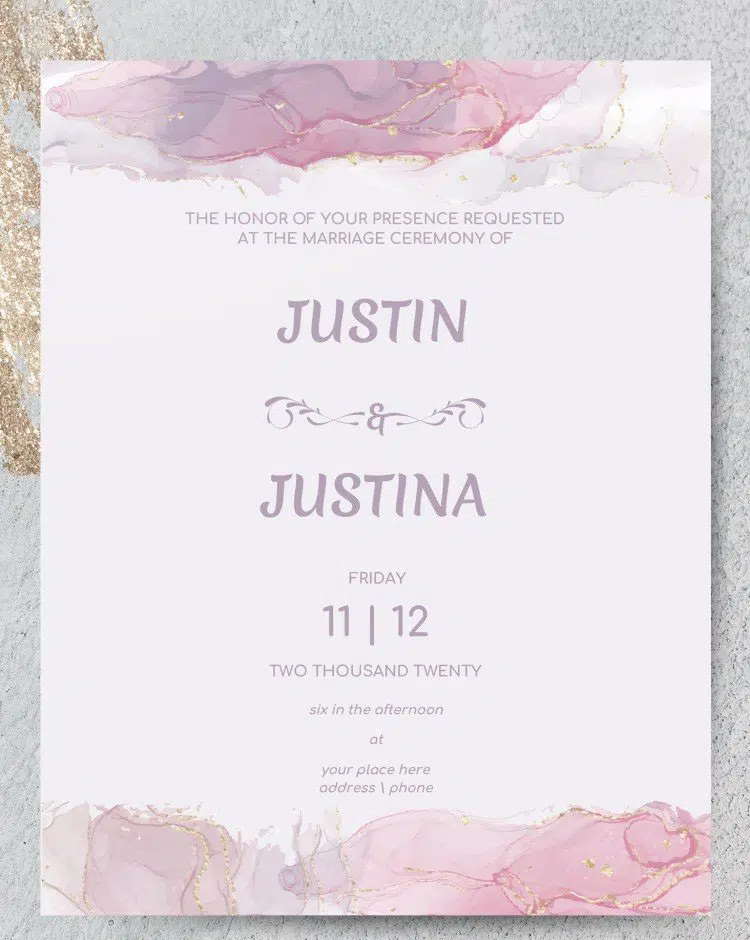 THE HONOR OF YOUR PRESENCE REQUESTED
AT THE MARRIAGE CEREMONY OF
JUSTIN
&
JUSTINA
FRIDAY
11 | 12
TWO THOUSAND TWENTY
six in the afternoon
at
your place here
address \ phone